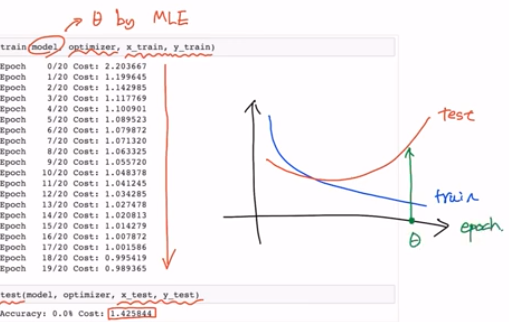 θ by MLE
train(model, optimizer, x_train, y_train)
Epoch 0/20 Cost: 2.203667
Epoch 1/20 Cost: 1.199645
Epoch 2/20 Cost: 1.142985
Epoch 3/20 Cost: 1.117769
Epoch 4/20 Cost: 1.100901
Epoch 5/20 Cost: 1.089523
Epoch 6/20 Cost: 1.079872
Epoch 7/20 Cost: 1.071320
Epoch 8/20 Cost: 1.063325
Epoch 9/20 Cost: 1.055720
Epoch 10/20 Cost: 1.048378
Epoch 11/20 Cost: 1.041245
Epoch 12/20 Cost: 1.034285
Epoch 13/20 Cost: 1.027478
Epoch 14/20 Cost: 1.020813
Epoch 15/20 Cost: 1.014279
Epoch 16/20 Cost: 1.007872
Epoch 17/20 Cost: 1.001586
Epoch 18/20 Cost: 0.995419
Epoch 19/20 Cost: 0.989365
test
train
epoch
θ
test(model, optimizer, x_test, y_test)
Accuracy: 0.0% Cost: 1.425844